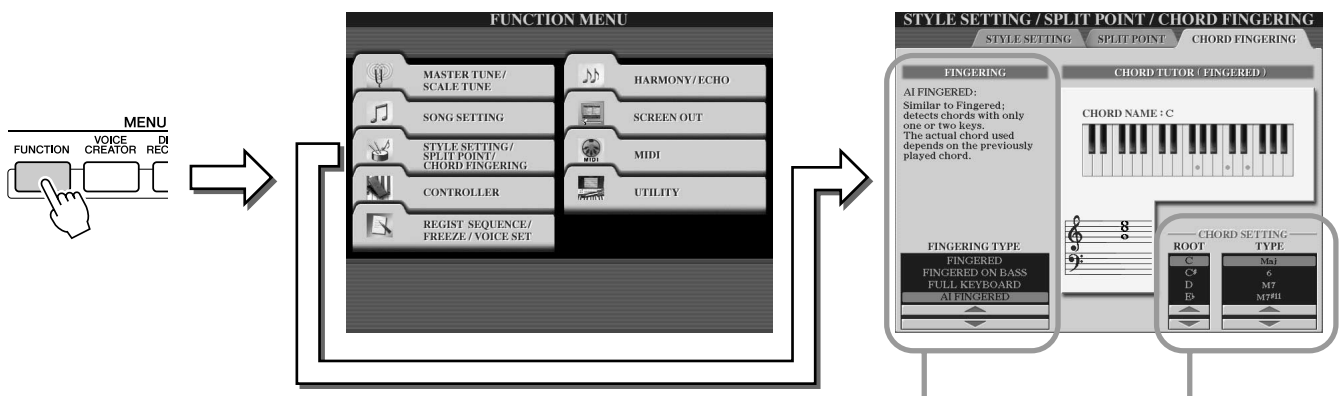 MENU
FUNCTION
VOICE
CREATOR
FUNCTION MENU
MASTER TUNE/
SCALE TUNE
SONG SETTING
STYLE SETTING/
SPLIT POINT/
CHORD FINGERING
CONTROLLER
REGIST SEQUENCE/
FREEZE / VOICE SET
HARMONY/ECHO
SCREEN OUT
MIDI
MIDI
UTILITY
STYLE SETTING / SPLIT POINT / CHORD FINGERING
STYLE SETTING
SPLIT POINT
CHORD FINGERING
FINGERING
AI FINGERED:
Similar to Fingered;
detects chords with only
one or two keys.
The actual chord used
depends on the previously
played chord.
FINGERING TYPE
FINGERED
FINGERED ON BASS
FULL KEYBOARD
AI FINGERED
CHORD TUTOR ( FINGERED )
CHORD NAME : C
CHORD SETTING
ROOT
C
C♯
D
E♭
TYPE
Maj
6
M7
M7♯11